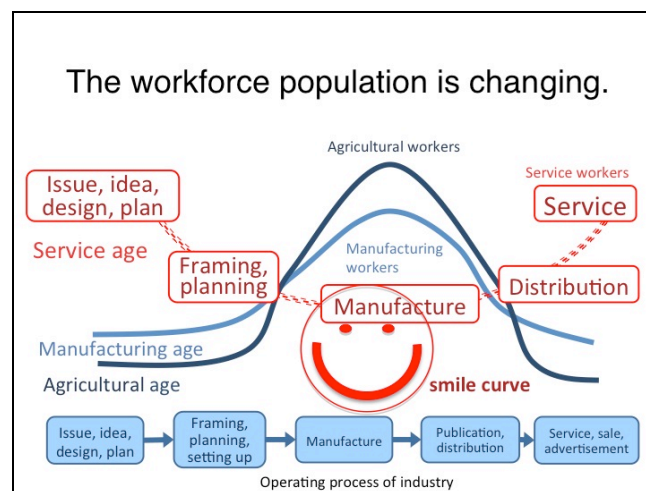 The workforce population is changing.
Agricultural workers
Service workers
Issue, idea,
design, plan
Service
Service age
Manufacturing
workers
Framing,
planning
Manufacture
Distribution
Manufacturing age
Agricultural age
smile curve
Issue, idea,
design, plan
Framing,
planning,
setting up
Manufacture
Publication,
distribution
Service, sale,
advertisement
Operating process of industry